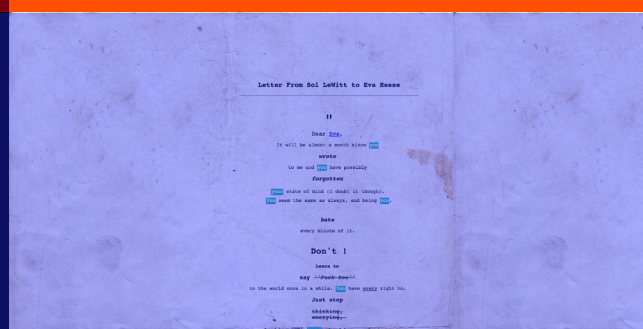 Letter From Sol LeWitt to Eva Hesse
"
Dear Eva,
It will be almost a month since you
wrote
to me and you have possibly
forgotten
your state of mind (I doubt it though).
You seem the same as always, and being you,
hate
every minute of it.
Don't !
Learn to
say "Fuck You"
to the world once in a while. You have every right to.
Just stop
thinking,
worrying,